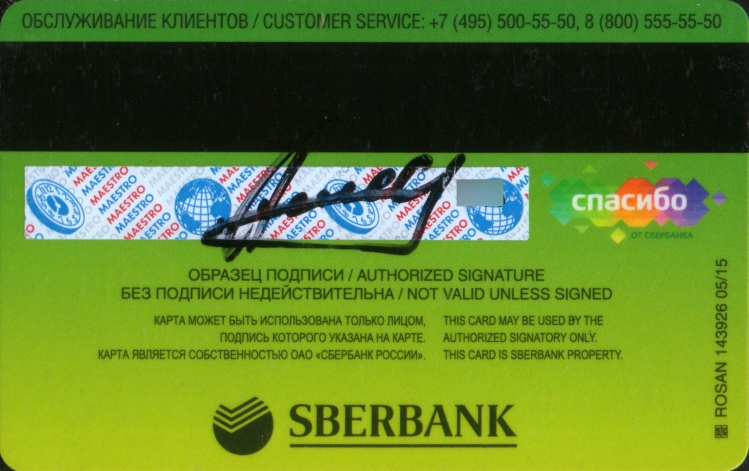 ОБСЛУЖИВАНИЕ КЛИЕНТОВ / CUSTOMER SERVICE: +7 (495) 500-55-50, 8 (800) 555-55-50
MAESTRO MAESTRO MAESTRO MAESTRO
спасибо
ОТ СБЕРБАНКА
ОБРАЗЕЦ ПОДПИСИ / AUTHORIZED SIGNATURE
БЕЗ ПОДПИСИ НЕДЕЙСТВИТЕЛЬНА / NOT VALID UNLESS SIGNED
КАРТА МОЖЕТ БЫТЬ ИСПОЛЬЗОВАНА ТОЛЬКО ЛИЦОМ,
ПОДПИСЬ КОТОРОГО УКАЗАНА НА КАРТЕ.
КАРТА ЯВЛЯЕТСЯ СОБСТВЕННОСТЬЮ ОАО «СБЕРБАНК РОССИИ».
THIS CARD MAY BE USED BY THE
AUTHORIZED SIGNATORY ONLY.
THIS CARD IS SBERBANK PROPERTY.
ROSAN 143926 05/15
SBERBANK